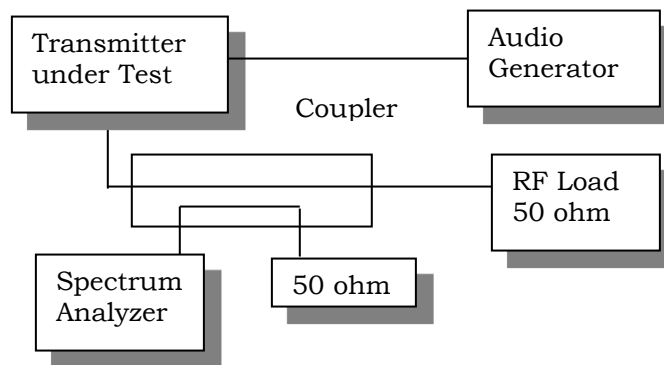 Transmitter
under Test
Audio
Generator
Coupler
RF Load
50 ohm
Spectrum
Analyzer
50 ohm